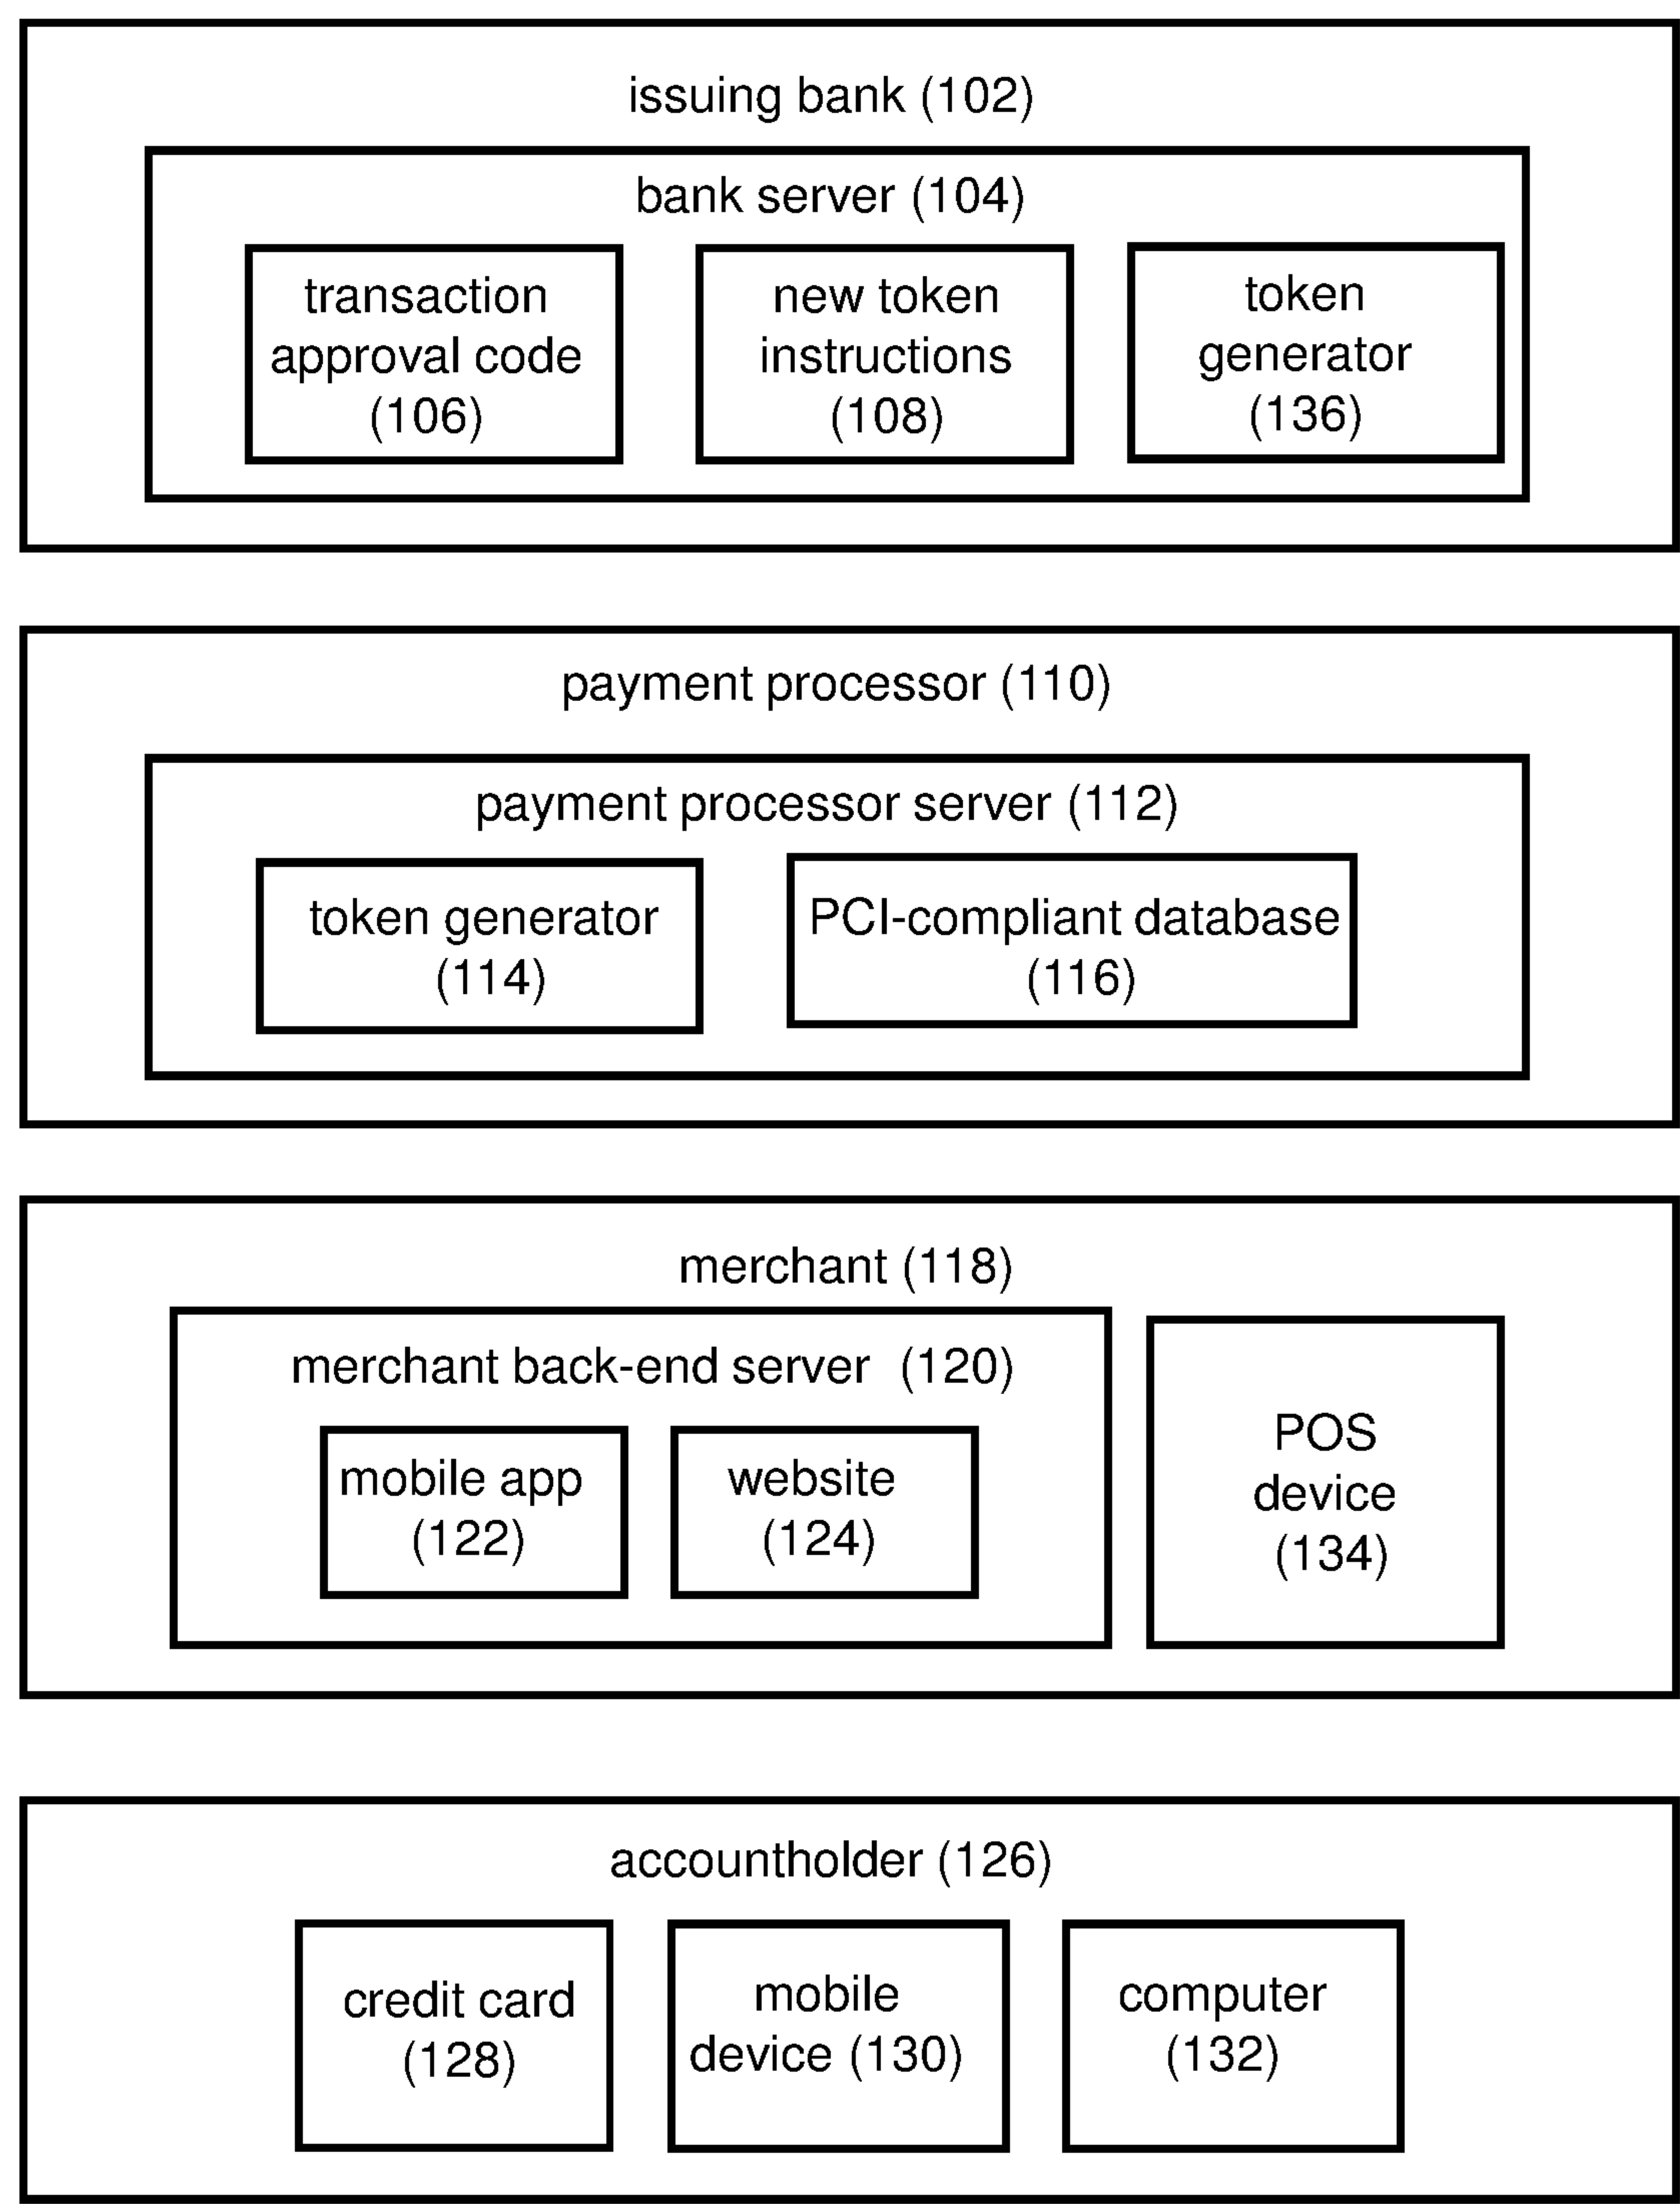 issuing bank (102)
bank server (104)
transaction
approval code
(106)
new token
instructions
(108)
token
generator
(136)
payment processor (110)
payment processor server (112)
token generator
(114)
PCI-compliant database
(116)
merchant (118)
merchant back-end server (120)
mobile app
(122)
website
(124)
POS
device
(134)
accountholder (126)
credit card
(128)
mobile
device (130)
computer
(132)